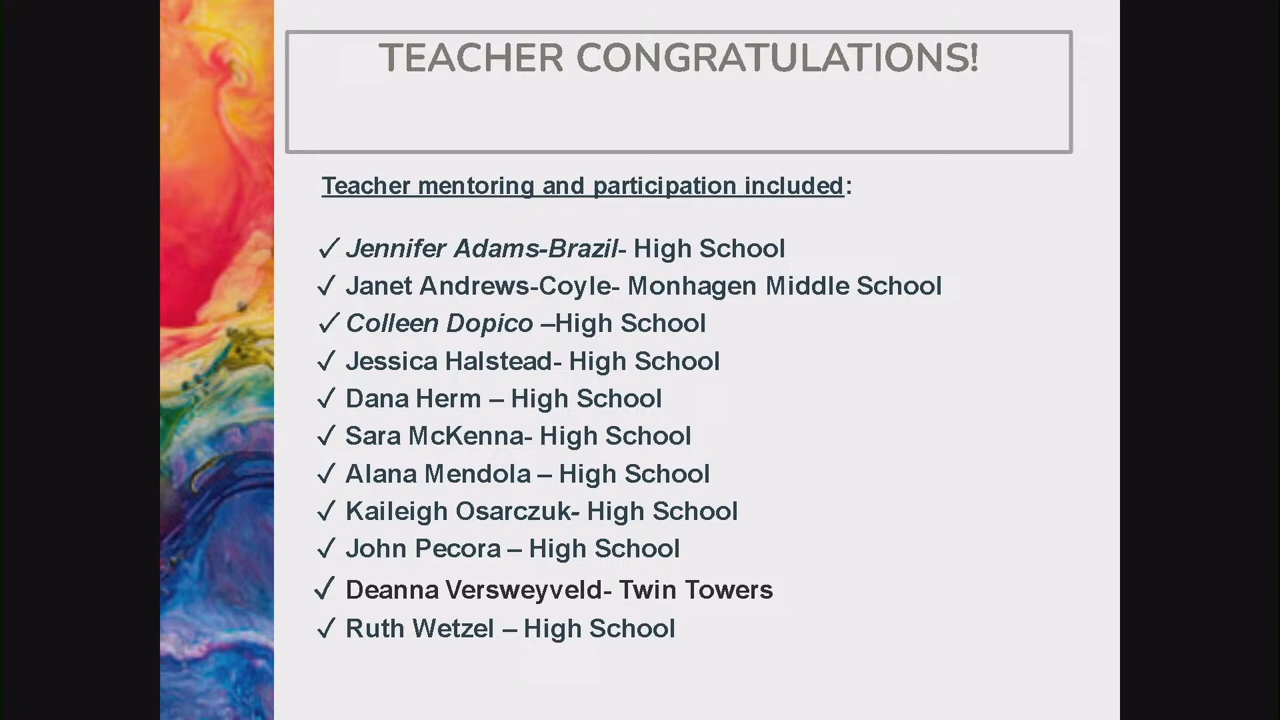 TEACHER CONGRATULATIONS!
Teacher mentoring and participation included:
✓ Jennifer Adams-Brazil- High School
✓ Janet Andrews-Coyle- Monhagen Middle School
✓ Colleen Dopico –High School
✓ Jessica Halstead- High School
✓ Dana Herm – High School
✓ Sara McKenna- High School
✓ Alana Mendola – High School
✓ Kaileigh Osarczuk- High School
✓ John Pecora – High School
✓ Deanna Versweyveld- Twin Towers
✓ Ruth Wetzel – High School